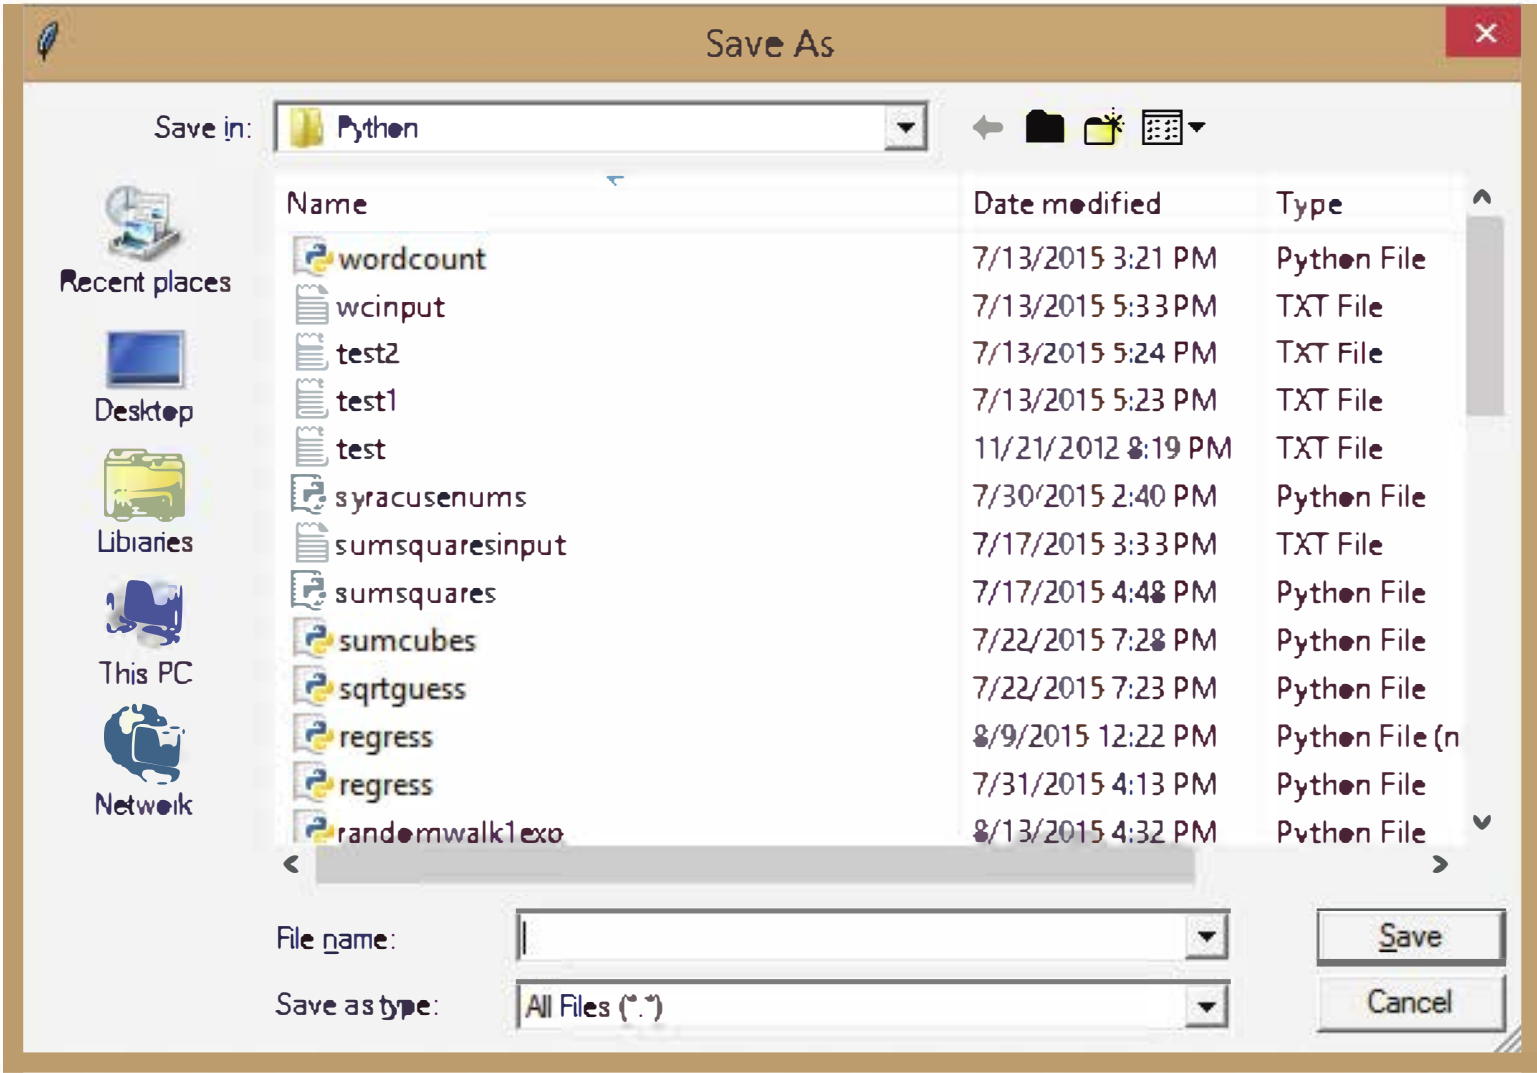 Save As
Save in: Python
Name Date modified Type
wordcount 7/13/2015 3:21 PM Python File
wcinput 7/13/2015 5:33 PM TXT File
test2 7/13/2015 5:24 PM TXT File
test1 7/13/2015 5:23 PM TXT File
test 11/21/2012 8:19 PM TXT File
syracusenums 7/30/2015 2:40 PM Python File
sumsquaresinput 7/17/2015 3:33 PM TXT File
sumsquares 7/17/2015 4:48 PM Python File
sumcubes 7/22/2015 7:28 PM Python File
sqrtguess 7/22/2015 7:23 PM Python File
regress 8/9/2015 12:22 PM Python File (n
regress 7/31/2015 4:13 PM Python File
randomwalk1exp 8/13/2015 4:32 PM Python File
Recent places
Desktop
Libraries
This PC
Network
File name: Save
Save as type: All Files (*.*) Cancel